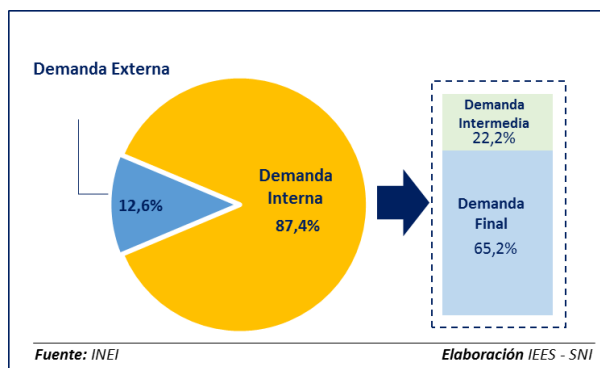 Demanda Externa
12,6%
Demanda
Interna
87,4%
Demanda
Intermedia
22,2%
Demanda
Final
65,2%
Fuente: INEI
Elaboración IEES - SNI